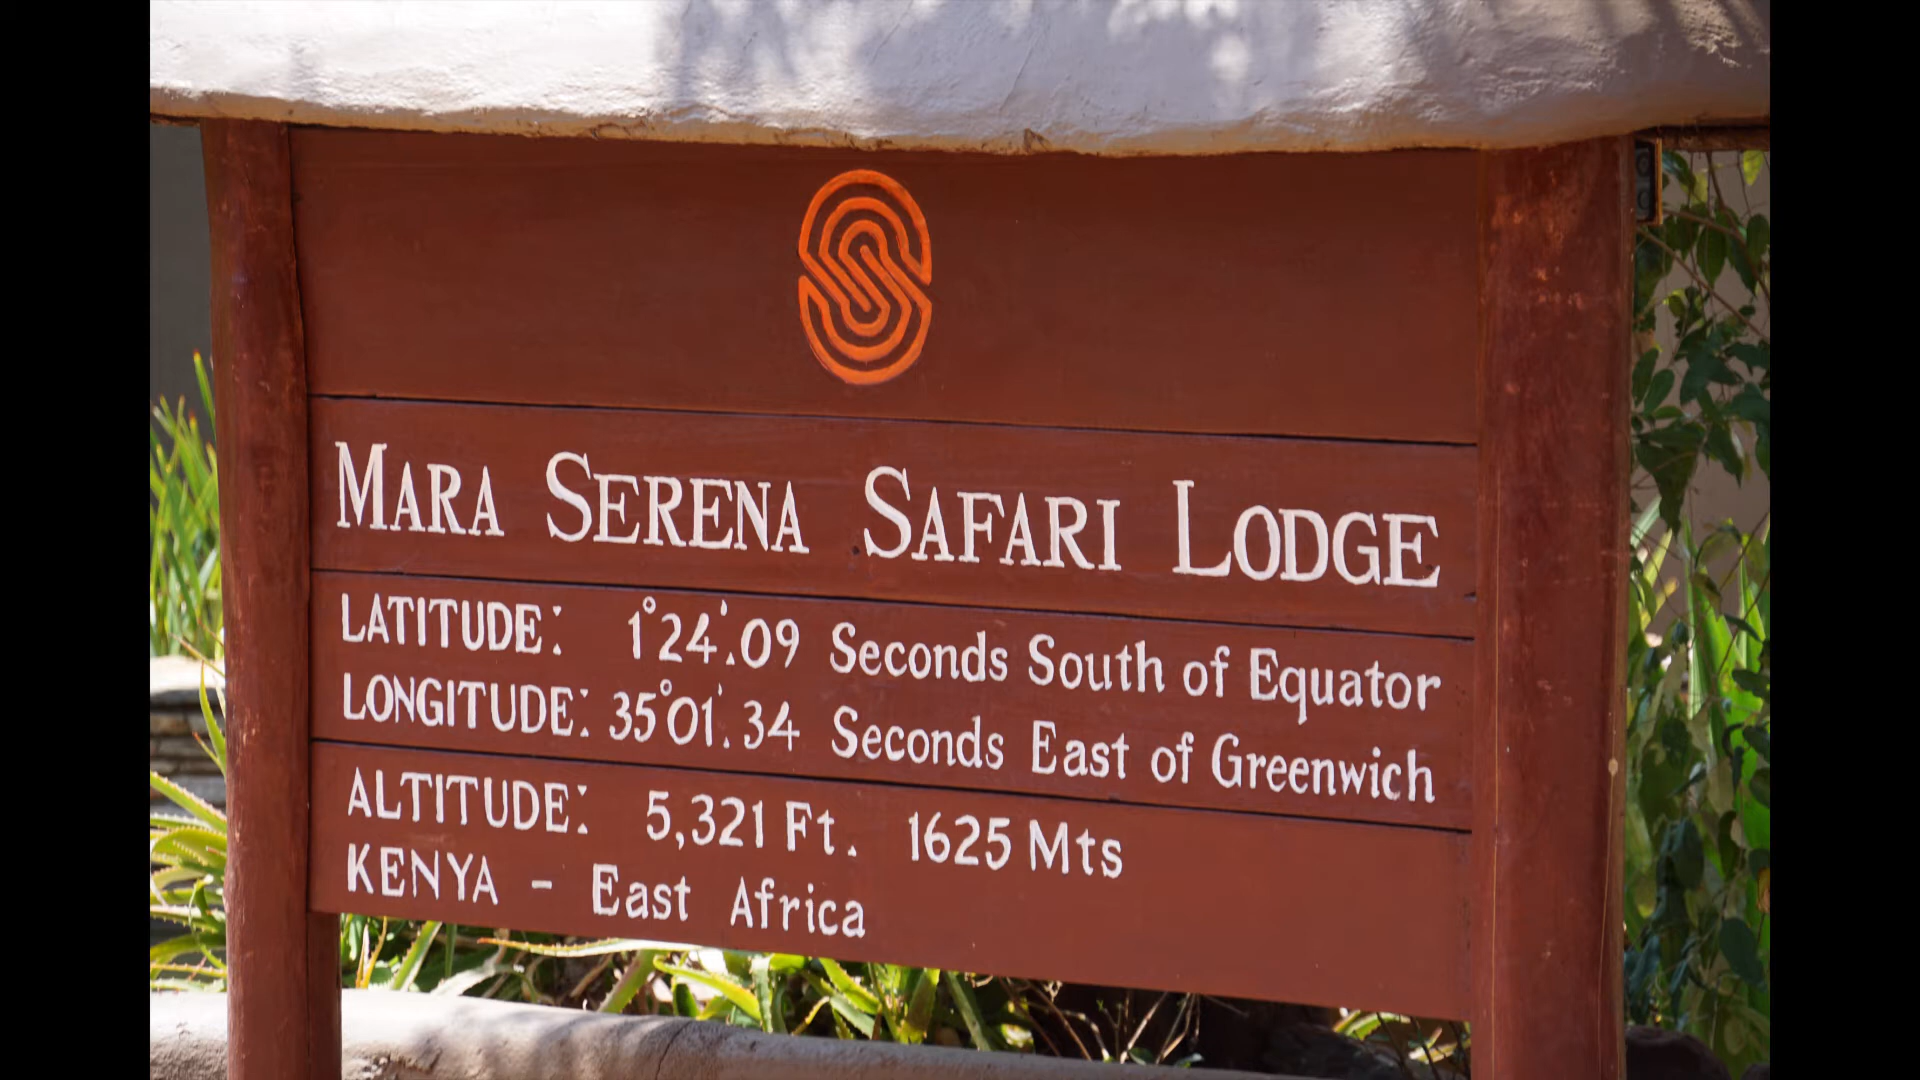 MARA SERENA SAFARI LODGE
LATITUDE: 1°24'.09 Seconds South of Equator
LONGITUDE: 35°01'.34 Seconds East of Greenwich
ALTITUDE: 5,321 Ft. 1625 Mts
KENYA - East Africa